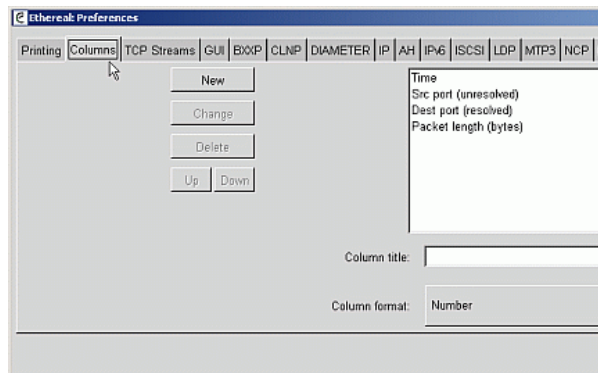 Ethereal: Preferences
Printing Columns TCP Streams GUI BXXP CLNP DIAMETER IP AH IPv6 ISCSI LDP MTP3 NCP
New
Change
Delete
Up Down
Time
Src port (unresolved)
Dest port (resolved)
Packet length (bytes)
Column title:
Column format: Number